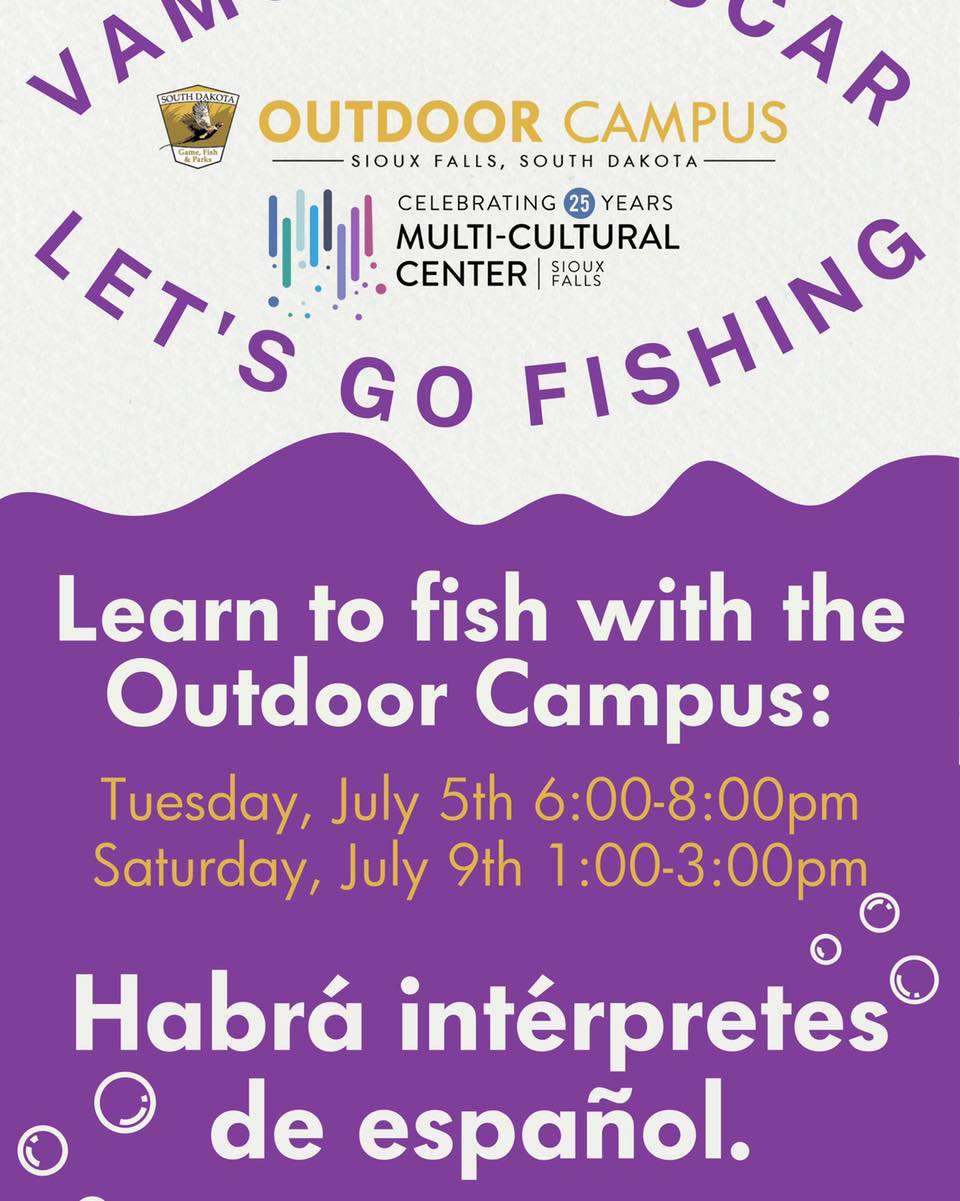 VAM
SCAR
SOUTH DAKOTA
Game, Fish
& Parks
OUTDOOR CAMPUS
SIOUX FALLS, SOUTH DAKOTA
CELEBRATING 25 YEARS
MULTI-CULTURAL
CENTER | SIOUX
FALLS
LET'S GO FISHING
Learn to fish with the
Outdoor Campus:
Tuesday, July 5th 6:00-8:00pm
Saturday, July 9th 1:00-3:00pm
Habrá intérpretes
de español.